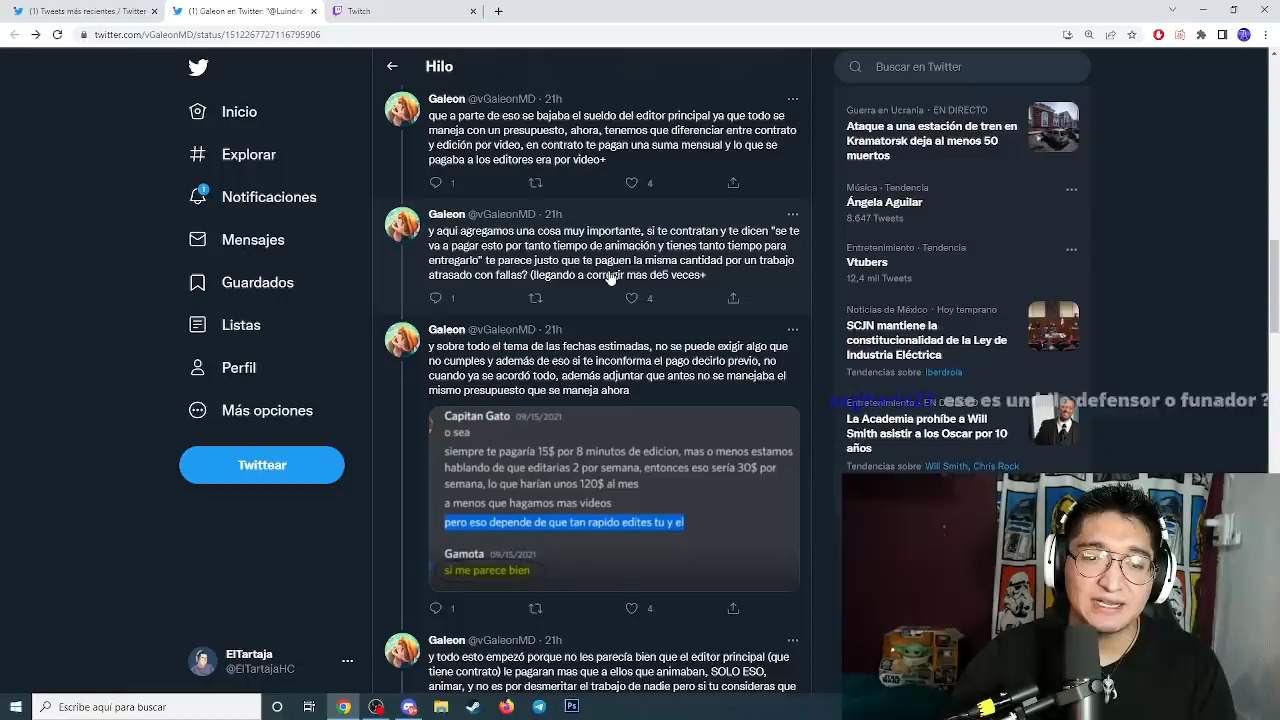 (1) Tweets más recientes / Twitter
(1) Galeon en Twitter: "@Luindre
Twitch
twitter.com/vGaleonMD/status/1512267727116795906
Inicio
Explorar
1
Notificaciones
Mensajes
Guardados
Listas
Perfil
Más opciones
Twittear
ElTartaja
@ElTartajaHC
Hilo
Galeon @vGaleonMD · 21h
que a parte de eso se bajaba el sueldo del editor principal ya que todo se
maneja con un presupuesto, ahora, tenemos que diferenciar entre contrato
y edición por video, en contrato te pagan una suma mensual y lo que se
pagaba a los editores era por video+
1
4
Galeon @vGaleonMD · 21h
y aqui agregamos una cosa muy importante, si te contratan y te dicen "se te
va a pagar esto por tanto tiempo de animación y tienes tanto tiempo para
entregarlo" te parece justo que te paguen la misma cantidad por un trabajo
atrasado con fallas? (llegando a corregir mas de5 veces+
1
4
Galeon @vGaleonMD · 21h
y sobre todo el tema de las fechas estimadas, no se puede exigir algo que
no cumples y además de eso si te inconforma el pago decirlo previo, no
cuando ya se acordó todo, además adjuntar que antes no se manejaba el
mismo presupuesto que se maneja ahora
Capitan Gato 09/15/2021
o sea
siempre te pagaría 15$ por 8 minutos de edicion, mas o menos estamos
hablando de que editarias 2 por semana, entonces eso sería 30$ por
semana, lo que harían unos 120$ al mes
a menos que hagamos mas videos
pero eso depende de que tan rapido edites tu y el
Gamota 09/15/2021
si me parece bien
1
4
Galeon @vGaleonMD · 21h
y todo esto empezó porque no les parecía bien que el editor principal (que
tiene contrato) le pagaran mas que a ellos que animaban, SOLO ESO,
animar, y no es por desmeritar el trabajo de nadie pero si tu consideras que
Buscar en Twitter
Guerra en Ucrania · EN DIRECTO
Ataque a una estación de tren en
Kramatorsk deja al menos 50
muertos
Música · Tendencia
Ángela Aguilar
8.647 Tweets
Entretenimiento · Tendencia
Vtubers
12,4 mil Tweets
Noticias de México · Hoy temprano
SCJN mantiene la
constitucionalidad de la Ley de
Industria Eléctrica
Tendencias sobre Iberdrola
ese es un hilo defensor o funador ?
Entretenimiento · EN DIRECTO
La Academia prohíbe a Will
Smith asistir a los Oscar por 10
años
Tendencias sobre Will Smith, Chris Rock
STAR WARS
Escribe aquí para buscar
Ps